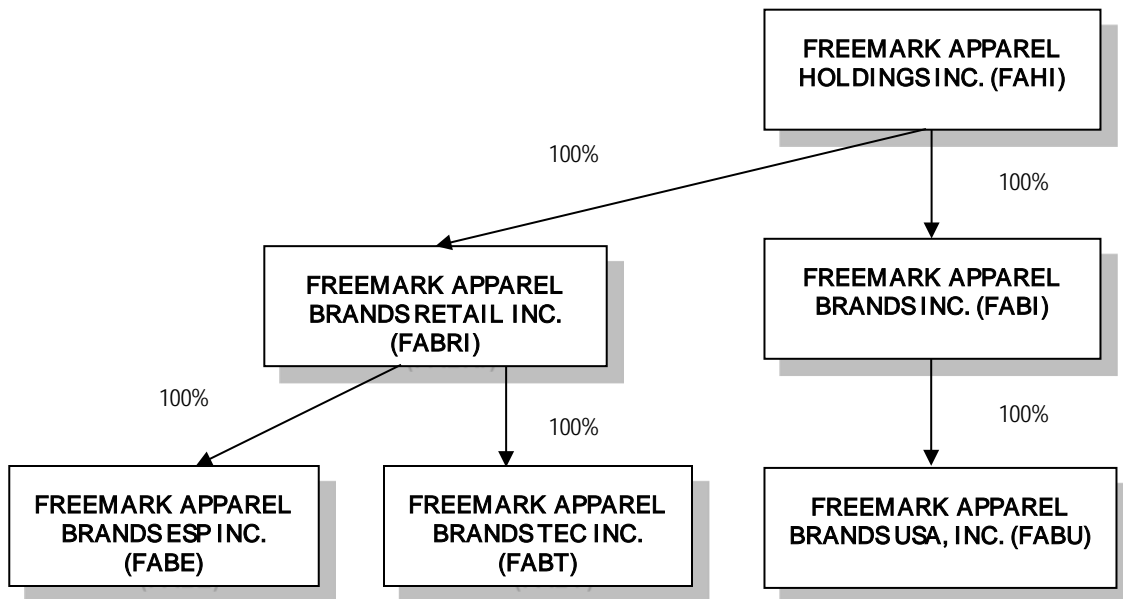 FREEMARK APPAREL
HOLDINGS INC. (FAHI)
100%
100%
FREEMARK APPAREL
BRANDS RETAIL INC.
(FABRI)
FREEMARK APPAREL
BRANDS INC. (FABI)
100%
100%
100%
FREEMARK APPAREL
BRANDS ESP INC.
(FABE)
FREEMARK APPAREL
BRANDS TEC INC.
(FABT)
FREEMARK APPAREL
BRANDS USA, INC. (FABU)